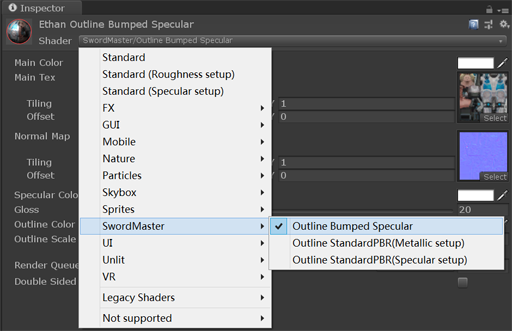 Inspector
Ethan Outline Bumped Specular
Shader SwordMaster/Outline Bumped Specular
Main Color
Main Tex
Tiling
Offset
Normal Map
Tiling
Offset
Specular Colo
Gloss
Outline Color
Outline Scale
Render Queue
Double Sided
Standard
Standard (Roughness setup)
Standard (Specular setup)
FX
GUI
Mobile
Nature
Particles
Skybox
Sprites
SwordMaster
UI
Unlit
VR
Legacy Shaders
Not supported
Outline Bumped Specular
Outline StandardPBR(Metallic setup)
Outline StandardPBR(Specular setup)
Y 1
Y 0
Select
Y 1
Y 0
Select
20